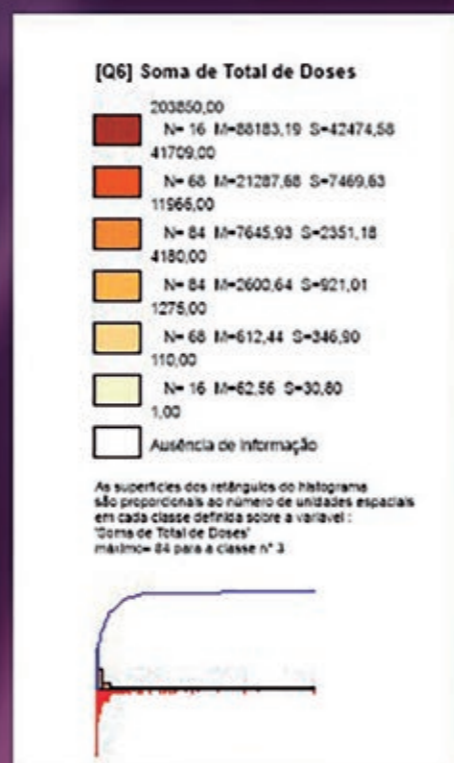 [Q6] Soma de Total de Doses
203850,00
N= 16 M=88183,19 S=42474,58
41709,00
N= 68 M=21287,68 S=7469,63
11966,00
N= 84 M=7645,93 S=2351,18
4180,00
N= 84 M=2600,64 S=921,01
1275,00
N= 68 M=612,44 S=346,90
110,00
N= 16 M=62,56 S=30,80
1,00
Ausência de Informação
As superfícies dos retângulos do histograma
são proporcionais ao número de unidades espaciais
em cada classe definida sobre a variável :
'Soma de Total de Doses'
máximo= 84 para a classe nº 3